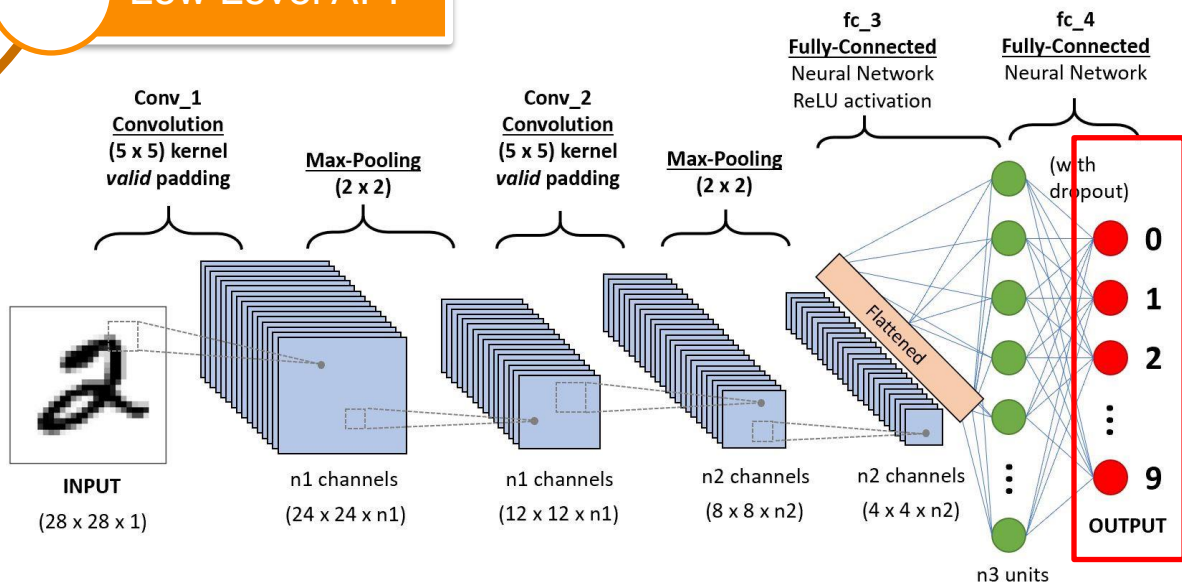 Low-Level API
fc_3
Fully-Connected
Neural Network
ReLU activation
fc_4
Fully-Connected
Neural Network
Conv_1
Convolution
(5 x 5) kernel
valid padding
Max-Pooling
(2 x 2)
Conv_2
Convolution
(5 x 5) kernel
valid padding
Max-Pooling
(2 x 2)
(with
dropout)
0
1
2
9
Flattened
INPUT
(28 x 28 x 1)
n1 channels
(24 x 24 x n1)
n1 channels
(12 x 12 x n1)
n2 channels
(8 x 8 x n2)
n2 channels
(4 x 4 x n2)
OUTPUT
n3 units